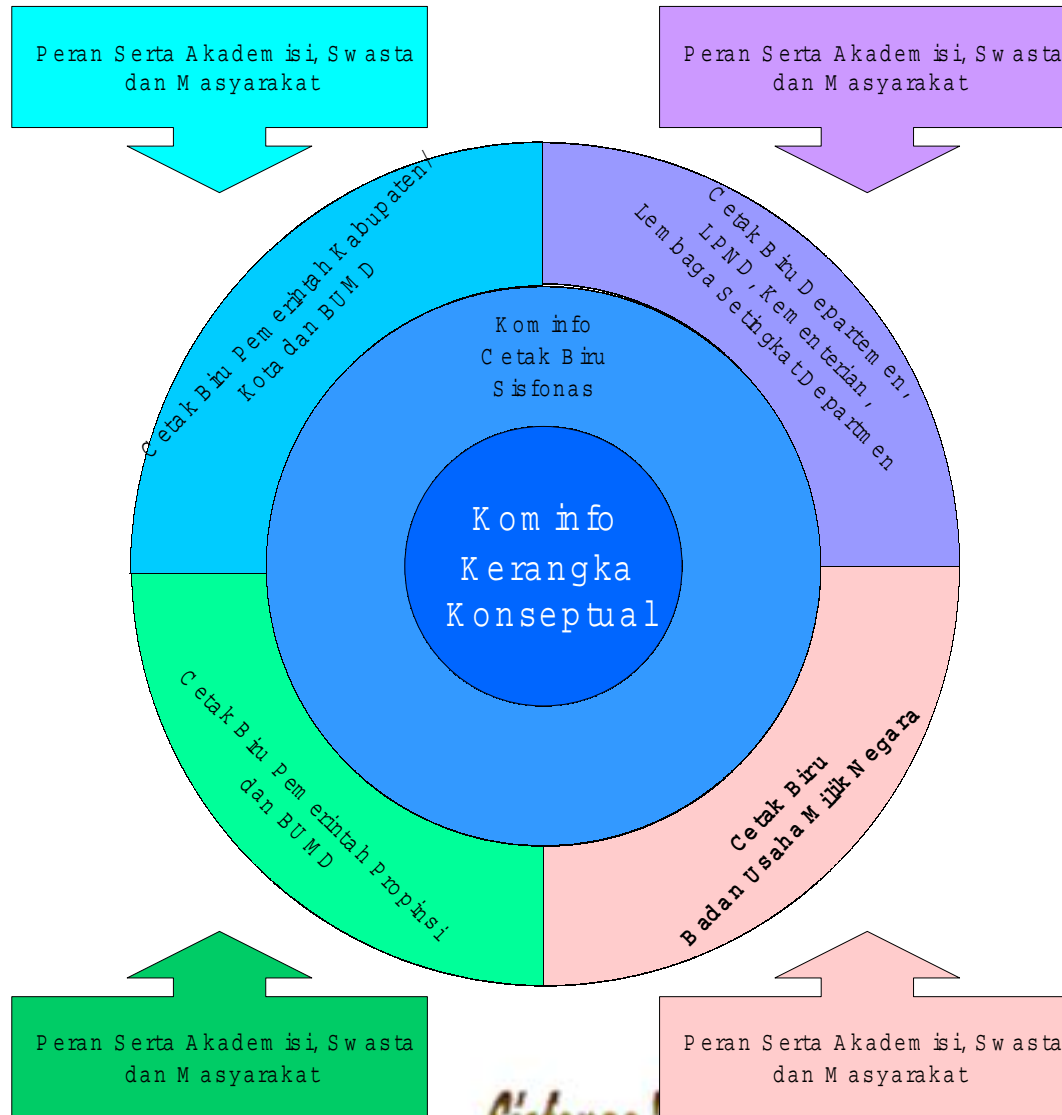 Peran Serta Akademisi, Swasta
dan Masyarakat
Peran Serta Akademisi, Swasta
dan Masyarakat
Cetak Biru Pemerintah Kabupaten/
Kota dan BUMD
Cetak Biru Departemen,
LPND, Kementerian,
Lembaga Setingkat Departmen
Kominfo
Cetak Biru
Sisfonas
Kominfo
Kerangka
Konseptual
Cetak Biru Pemerintah Propinsi
dan BUMD
Cetak Biru
Badan Usaha Milik Negara
Peran Serta Akademisi, Swasta
dan Masyarakat
Peran Serta Akademisi, Swasta
dan Masyarakat